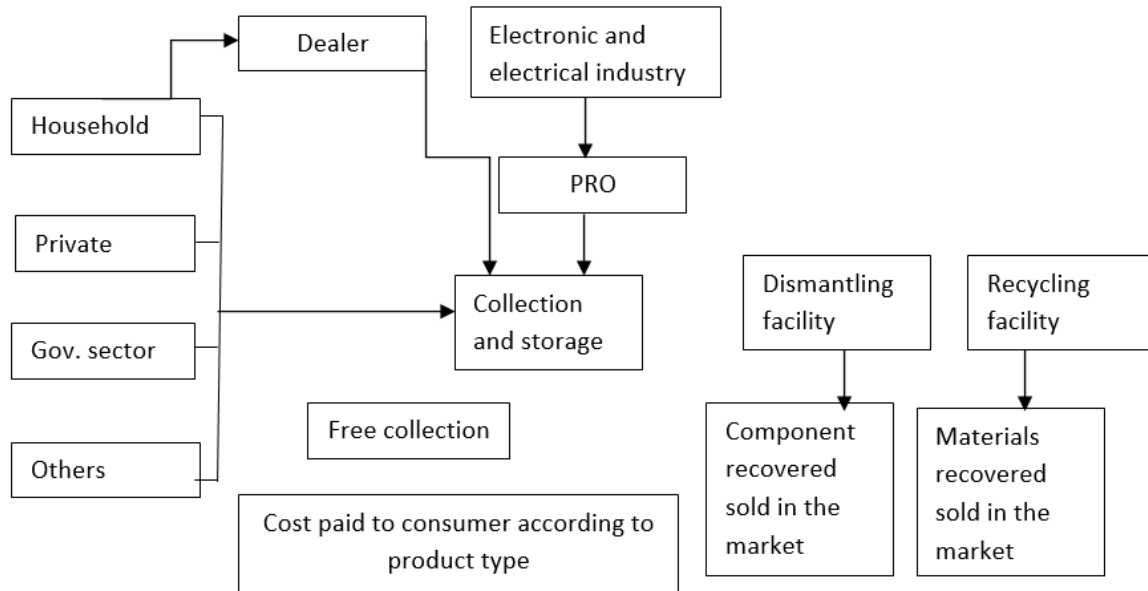 Dealer
Electronic and
electrical industry
Household
PRO
Private
Collection
and storage
Dismantling
facility
Recycling
facility
Gov. sector
Free collection
Others
Component
recovered
sold in the
market
Materials
recovered
sold in the
market
Cost paid to consumer according to
product type